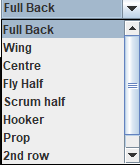 Full Back
Full Back
Wing
Centre
Fly Half
Scrum half
Hooker
Prop
2nd row